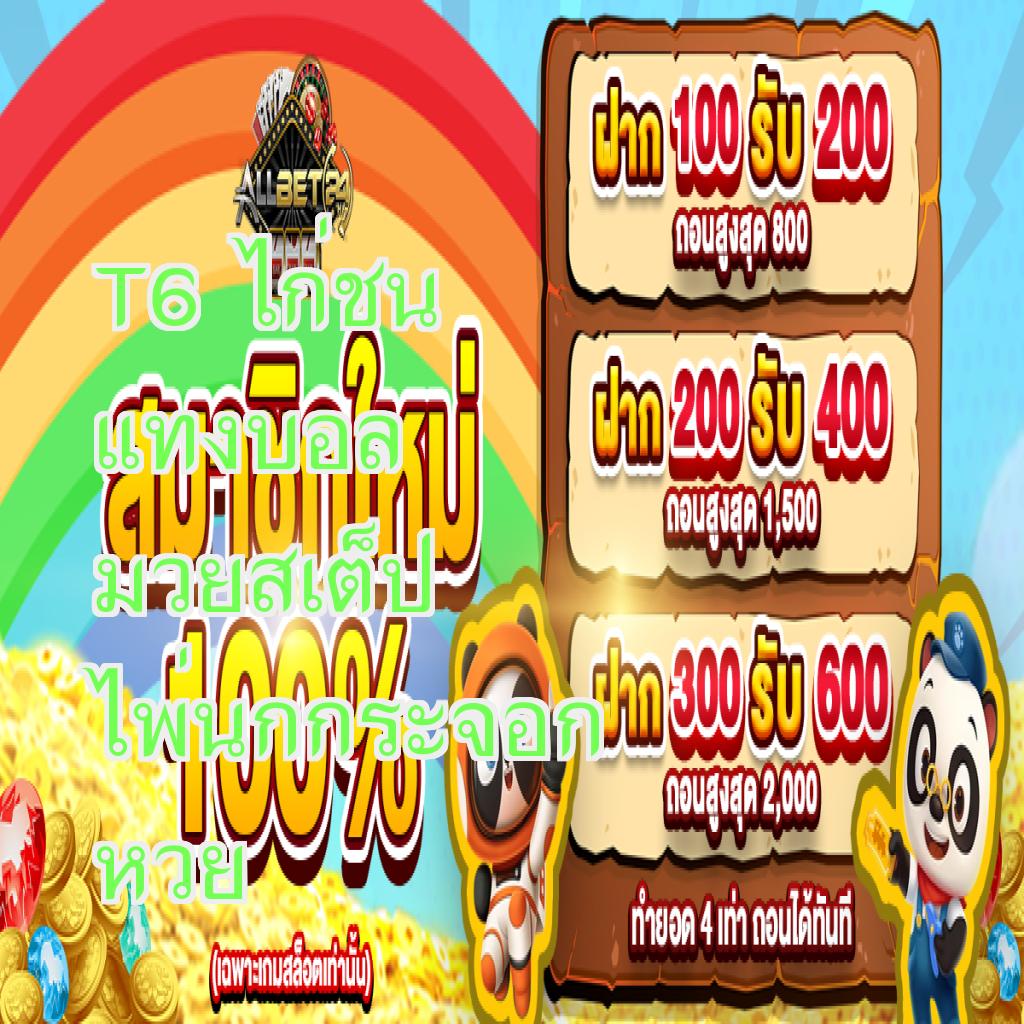 ALLBET24
T6 ไก่ชน
สมาชิกใหม่
แทงบอล
มวยสเต็ป
100%
ไพ่นกกระจอก
หวย
(เฉพาะเกมสล็อตเท่านั้น)
ฝาก 100 รับ 200
ถอนสูงสุด 800
ฝาก 200 รับ 400
ถอนสูงสุด 1,500
ฝาก 300 รับ 600
ถอนสูงสุด 2,000
ทำยอด 4 เท่า ถอนได้ทันที